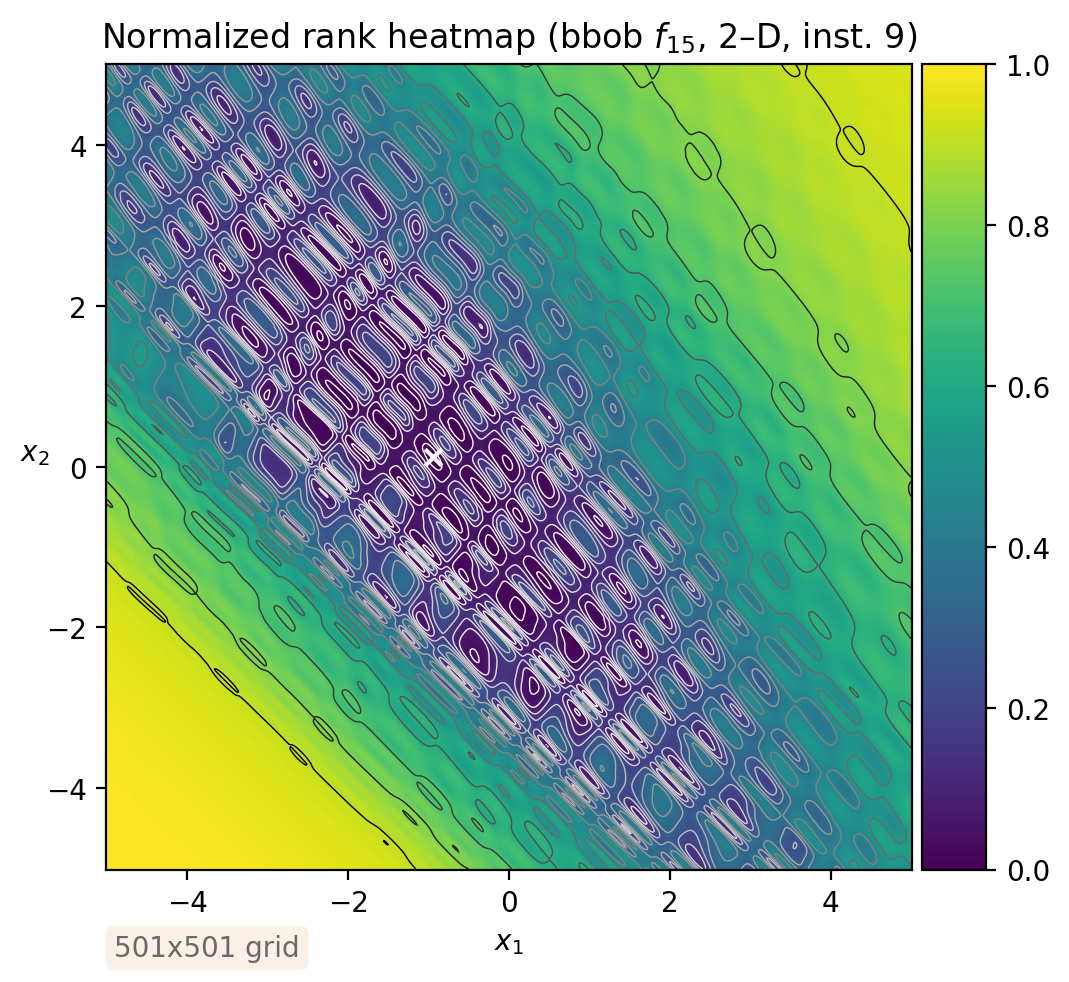 Normalized rank heatmap (bbob f15, 2–D, inst. 9)
1.0
0.8
0.6
0.4
0.2
0.0
4
2
0
−2
−4
x2
−4 −2 0 2 4
x1
501x501 grid